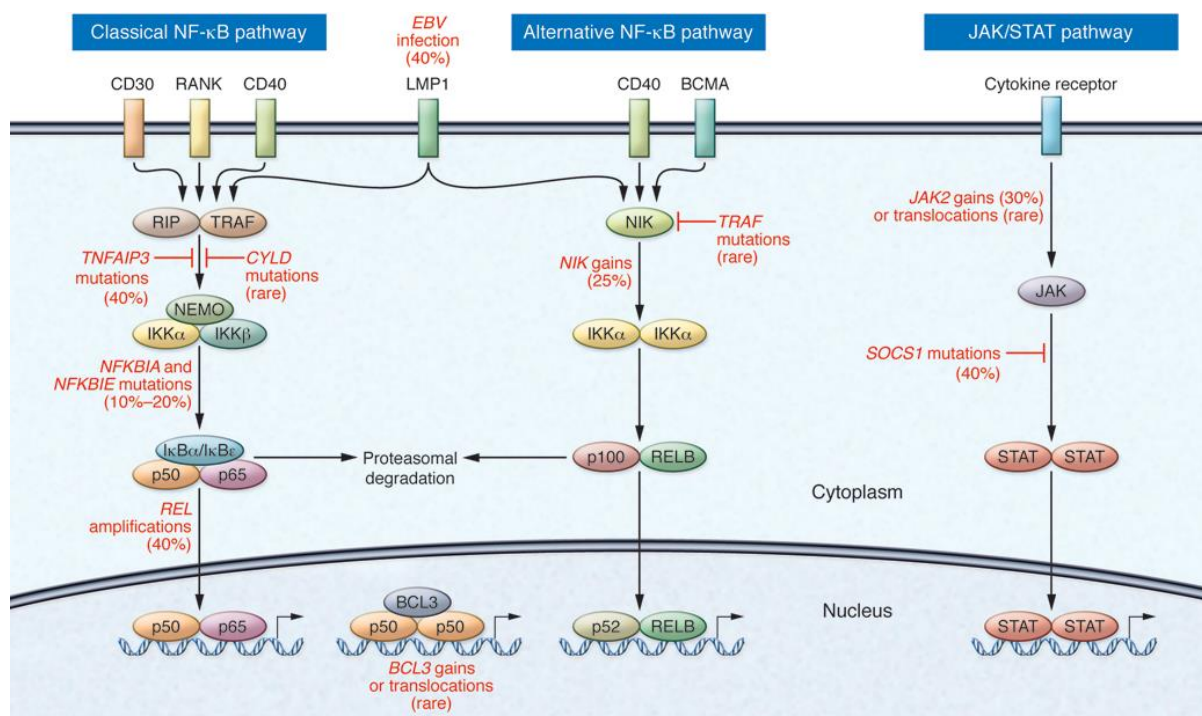 Classical NF-κB pathway
EBV
infection
(40%)
Alternative NF-κB pathway
JAK/STAT pathway
CD30
RANK
CD40
LMP1
CD40
BCMA
Cytokine receptor
RIP
TRAF
NIK
TRAF
mutations
(rare)
JAK2 gains (30%)
or translocations (rare)
TNFAIP3
mutations
(40%)
CYLD
mutations
(rare)
NIK gains
(25%)
JAK
NEMO
IKKα
IKKβ
IKKα
IKKα
SOCS1 mutations
(40%)
NFKBIA and
NFKBIE mutations
(10%–20%)
IκBα/IκBε
p50
p65
Proteasomal
degradation
p100
RELB
STAT
STAT
Cytoplasm
REL
amplifications
(40%)
Nucleus
p50
p65
BCL3
p50
p50
p52
RELB
STAT
STAT
BCL3 gains
or translocations
(rare)